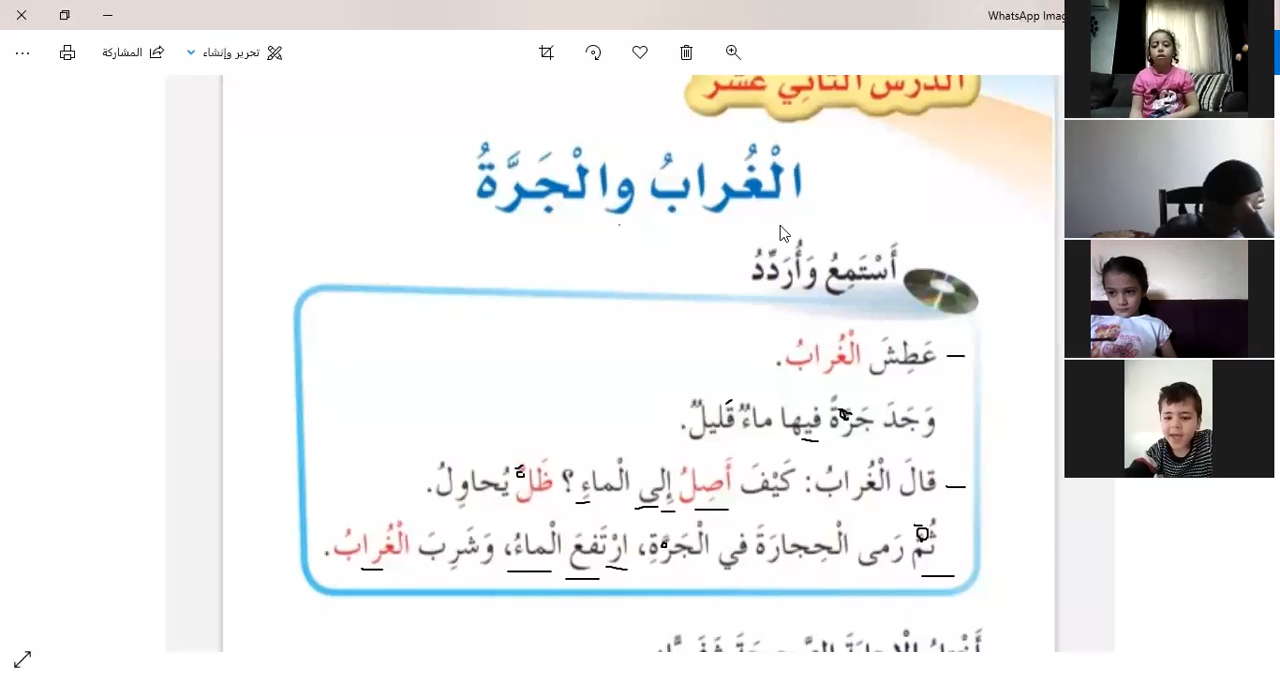 WhatsApp
تحرير وإنشاء
المشاركة
الدرس الثاني عشر
الْغُرابُ والْجَرَّةُ
أَسْتَمِعُ وَأُرَدِّدُ
– عَطِشَ الْغُرابُ.
وَجَدَ جَرَّةً فيها ماءٌ قَليلٌ.
– قالَ الْغُرابُ: كَيْفَ أَصِلُ إِلى الْماءِ؟ ظَلَّ يُحاوِلُ.
ثُمَّ رَمى الْحِجارَةَ في الْجَرَّةِ، ارْتَفَعَ الْماءُ، وَشَرِبَ الْغُرابُ.